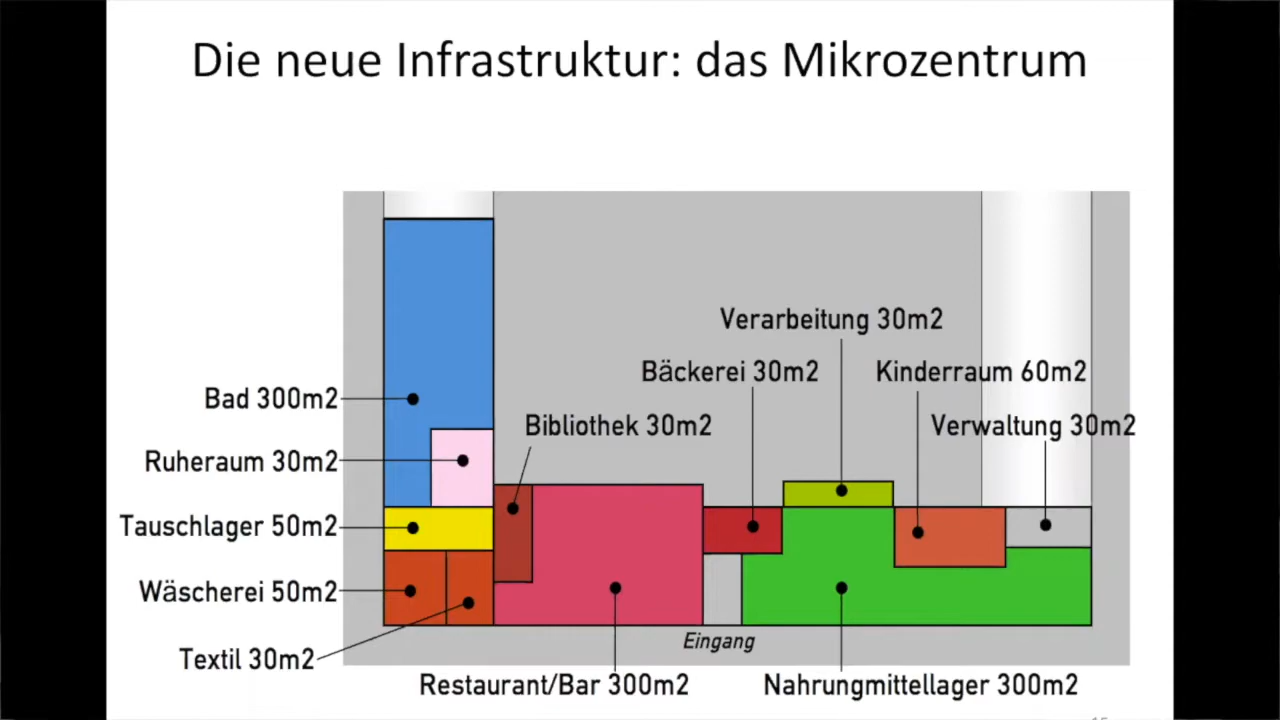 Die neue Infrastruktur: das Mikrozentrum
Verarbeitung 30m2
Bäckerei 30m2
Kinderraum 60m2
Bad 300m2
Bibliothek 30m2
Verwaltung 30m2
Ruheraum 30m2
Tauschlager 50m2
Wäscherei 50m2
Eingang
Textil 30m2
Restaurant/Bar 300m2
Nahrungmittellager 300m2